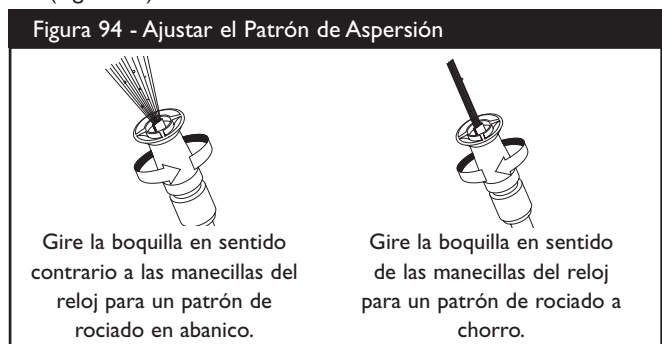 Figura 94 - Ajustar el Patrón de Aspersión
Gire la boquilla en sentido
contrario a las manecillas del
reloj para un patrón de
rociado en abanico.
Gire la boquilla en sentido
de las manecillas del reloj
para un patrón de rociado a
chorro.